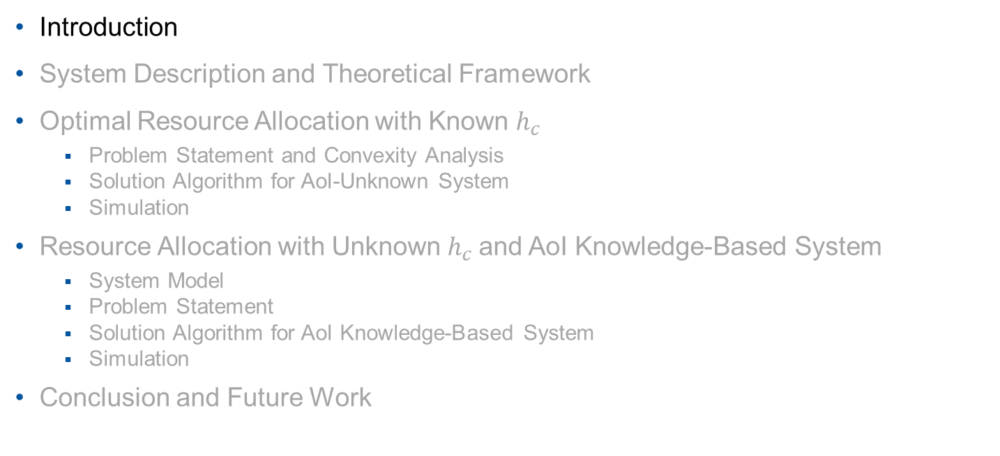 • Introduction
• System Description and Theoretical Framework
• Optimal Resource Allocation with Known $h_c$
▪ Problem Statement and Convexity Analysis
▪ Solution Algorithm for AoI-Unknown System
▪ Simulation
• Resource Allocation with Unknown $h_c$ and AoI Knowledge-Based System
▪ System Model
▪ Problem Statement
▪ Solution Algorithm for AoI Knowledge-Based System
▪ Simulation
• Conclusion and Future Work